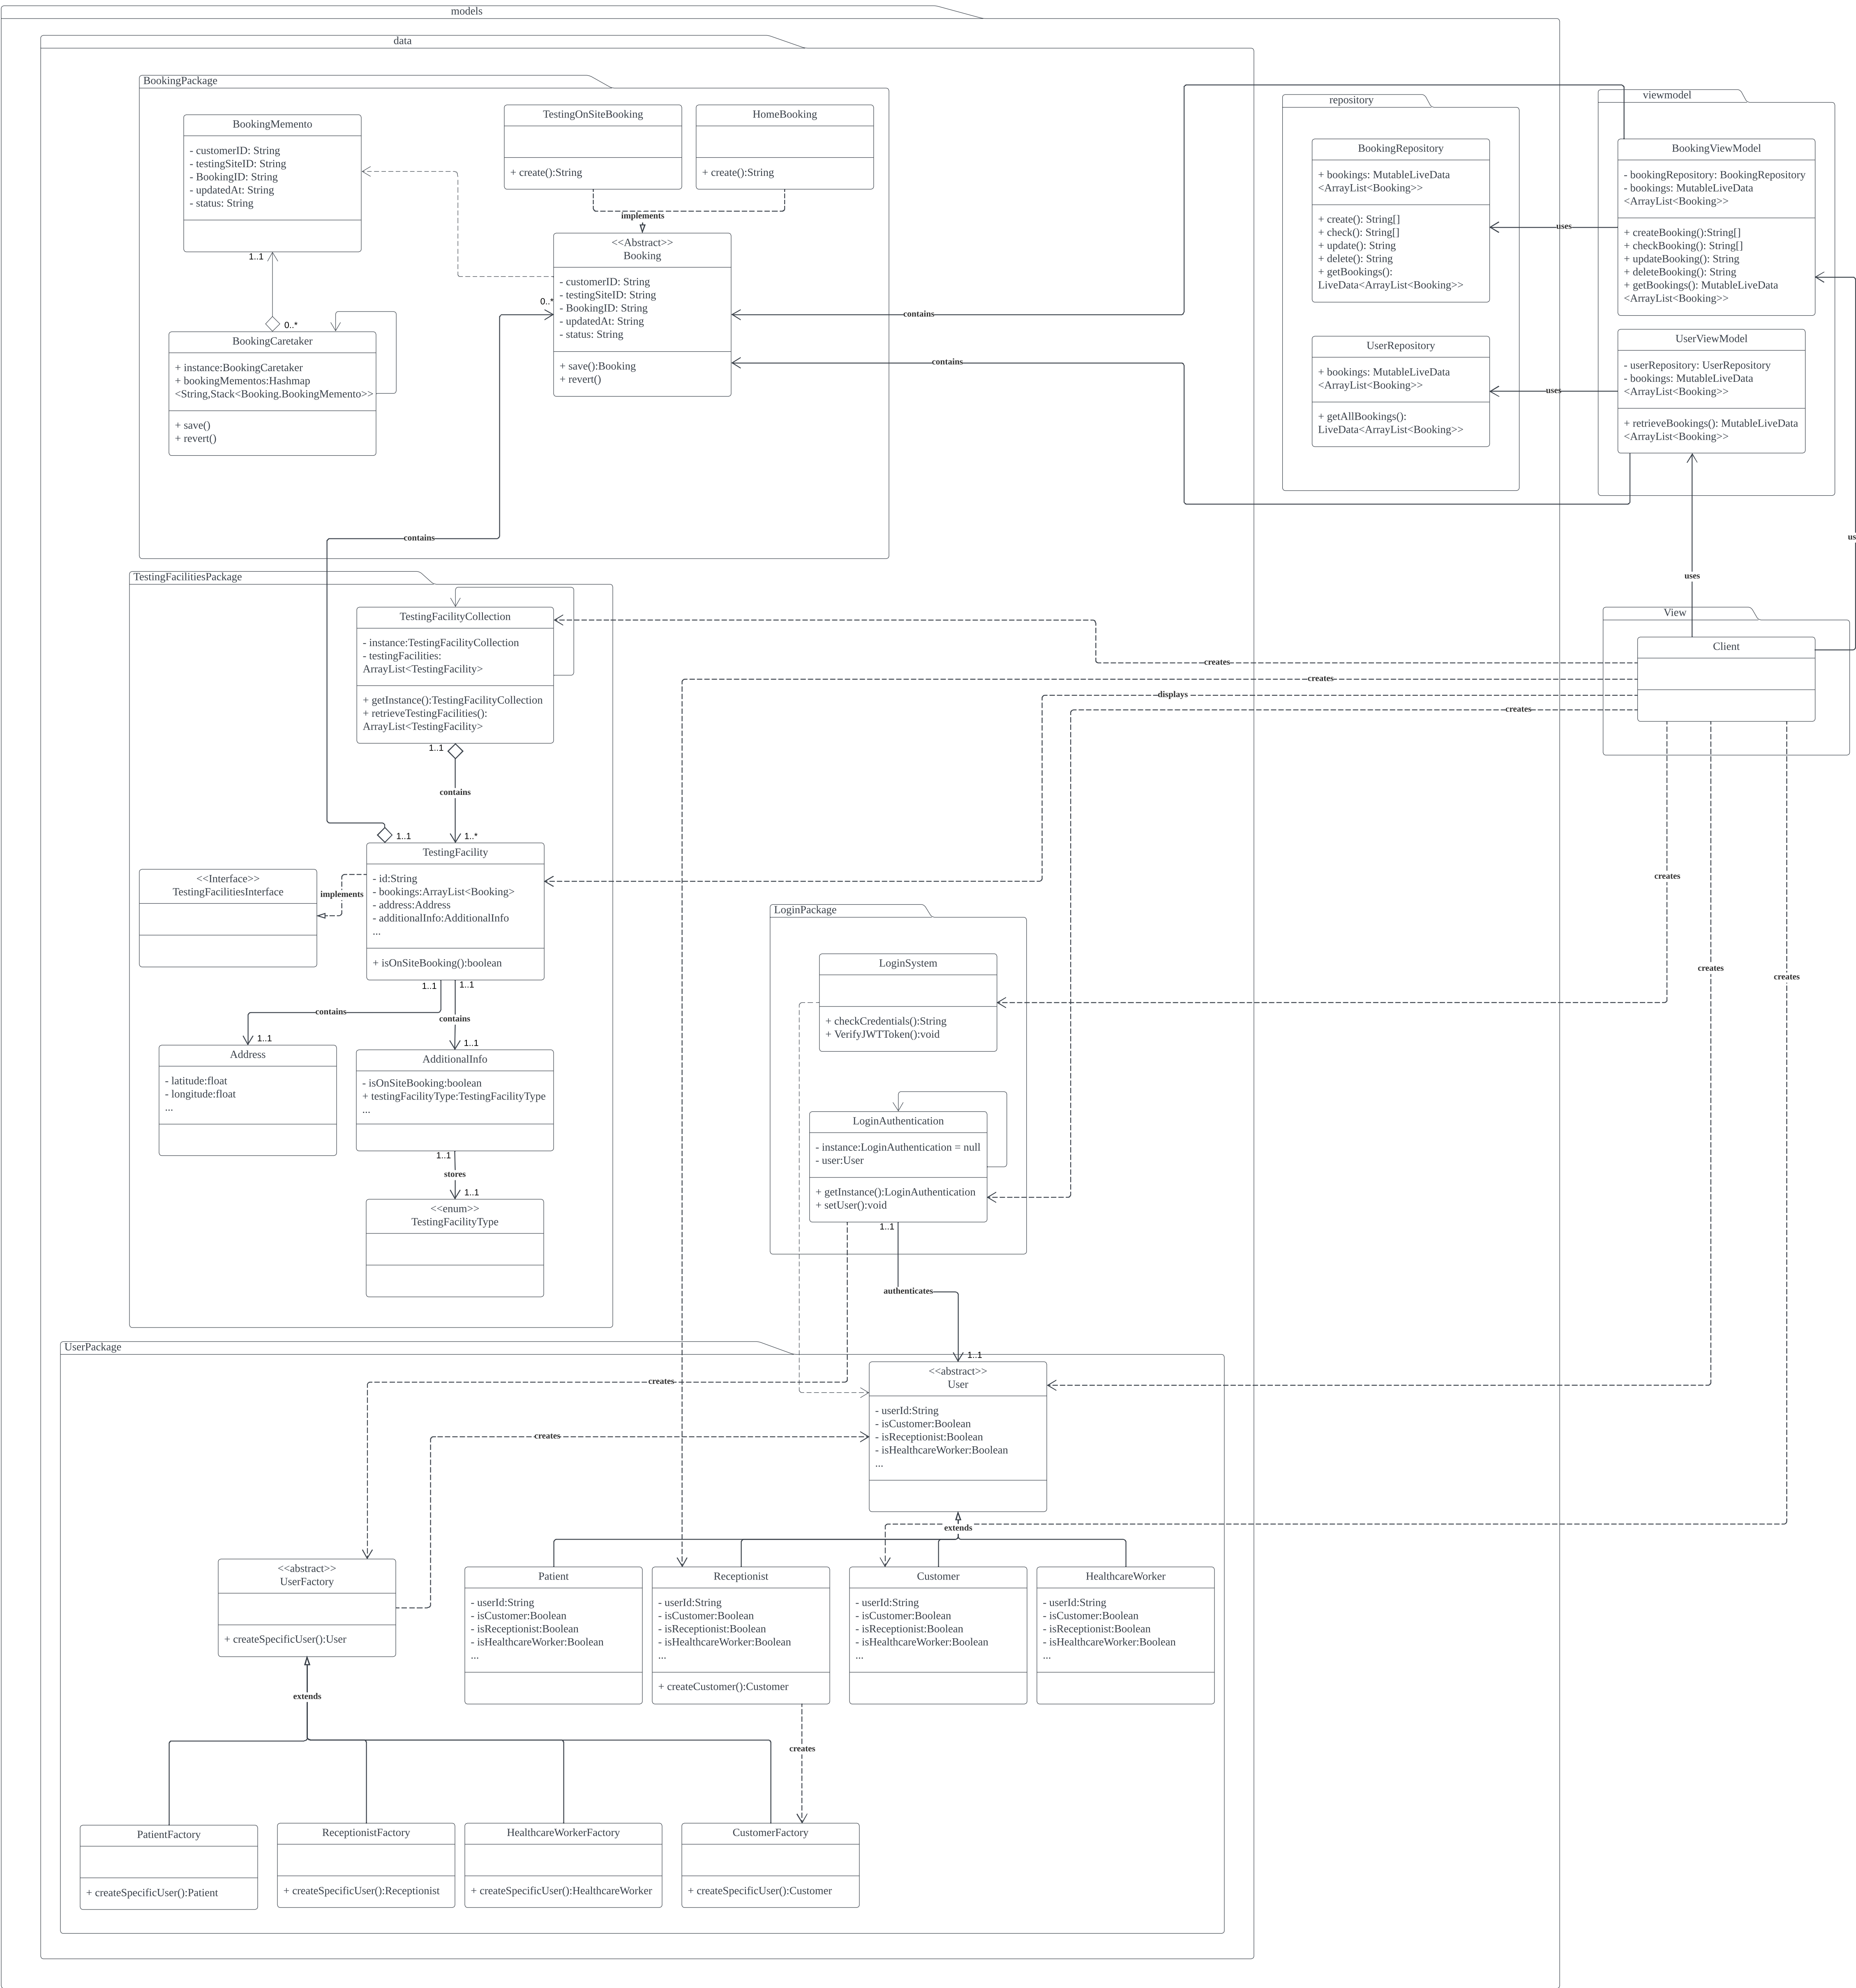 models
data
BookingPackage
BookingMemento
- customerID: String
- testingSiteID: String
- BookingID: String
- updatedAt: String
- status: String
1..1
0..*
BookingCaretaker
+ instance:BookingCaretaker
+ bookingMementos:Hashmap
<String,Stack<Booking.BookingMemento>>
+ save()
+ revert()
TestingOnSiteBooking
+ create():String
HomeBooking
+ create():String
implements
<<Abstract>>
Booking
- customerID: String
- testingSiteID: String
- BookingID: String
- updatedAt: String
- status: String
+ save():Booking
+ revert()
0..*
contains
contains
contains
repository
BookingRepository
+ bookings: MutableLiveData
<ArrayList<Booking>>
+ create(): String[]
+ check(): String[]
+ update(): String
+ delete(): String
+ getBookings():
LiveData<ArrayList<Booking>>
UserRepository
+ bookings: MutableLiveData
<ArrayList<Booking>>
+ getAllBookings():
LiveData<ArrayList<Booking>>
uses
uses
viewmodel
BookingViewModel
- bookingRepository: BookingRepository
- bookings: MutableLiveData
<ArrayList<Booking>>
+ createBooking():String[]
+ checkBooking(): String[]
+ updateBooking(): String
+ deleteBooking(): String
+ getBookings(): MutableLiveData
<ArrayList<Booking>>
UserViewModel
- userRepository: UserRepository
- bookings: MutableLiveData
<ArrayList<Booking>>
+ retrieveBookings(): MutableLiveData
<ArrayList<Booking>>
us
uses
View
Client
TestingFacilitiesPackage
TestingFacilityCollection
- instance:TestingFacilityCollection
- testingFacilities:
ArrayList<TestingFacility>
+ getInstance():TestingFacilityCollection
+ retrieveTestingFacilities():
ArrayList<TestingFacility>
1..1
contains
1..1
1..*
creates
creates
displays
creates
TestingFacility
- id:String
- bookings:ArrayList<Booking>
- address:Address
- additionalInfo:AdditionalInfo
...
+ isOnSiteBooking():boolean
<<Interface>>
TestingFacilitiesInterface
implements
1..1
1..1
contains
contains
1..1
1..1
Address
- latitude:float
- longitude:float
...
AdditionalInfo
- isOnSiteBooking:boolean
+ testingFacilityType:TestingFacilityType
...
1..1
stores
1..1
<<enum>>
TestingFacilityType
LoginPackage
LoginSystem
+ checkCredentials():String
+ VerifyJWTToken():void
LoginAuthentication
- instance:LoginAuthentication = null
- user:User
+ getInstance():LoginAuthentication
+ setUser():void
1..1
authenticates
1..1
creates
creates
creates
UserPackage
<<abstract>>
User
- userId:String
- isCustomer:Boolean
- isReceptionist:Boolean
- isHealthcareWorker:Boolean
...
creates
creates
extends
<<abstract>>
UserFactory
+ createSpecificUser():User
extends
Patient
- userId:String
- isCustomer:Boolean
- isReceptionist:Boolean
- isHealthcareWorker:Boolean
...
Receptionist
- userId:String
- isCustomer:Boolean
- isReceptionist:Boolean
- isHealthcareWorker:Boolean
...
+ createCustomer():Customer
Customer
- userId:String
- isCustomer:Boolean
- isReceptionist:Boolean
- isHealthcareWorker:Boolean
...
HealthcareWorker
- userId:String
- isCustomer:Boolean
- isReceptionist:Boolean
- isHealthcareWorker:Boolean
...
creates
PatientFactory
+ createSpecificUser():Patient
ReceptionistFactory
+ createSpecificUser():Receptionist
HealthcareWorkerFactory
+ createSpecificUser():HealthcareWorker
CustomerFactory
+ createSpecificUser():Customer